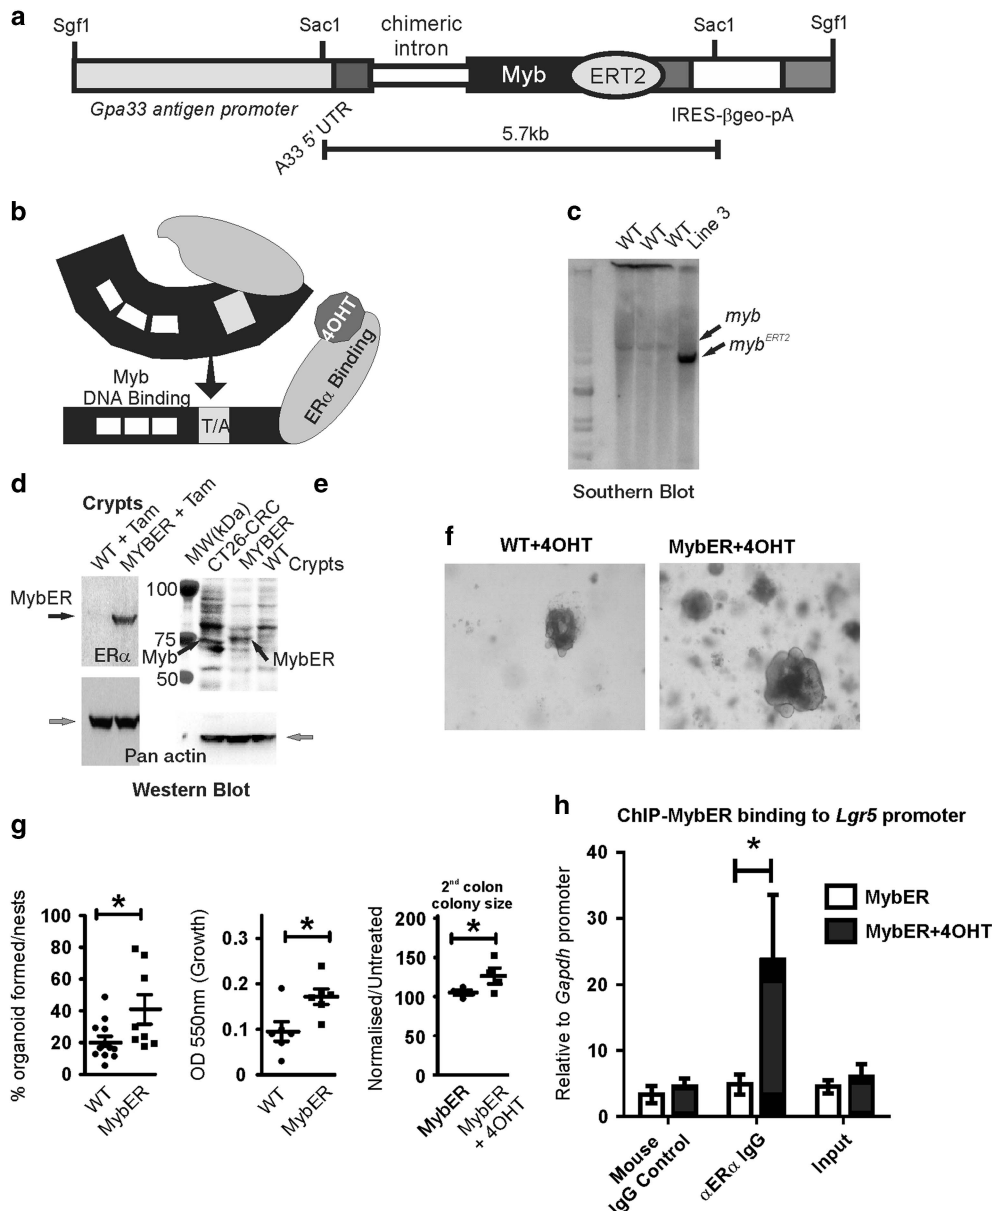 a
Sgf1
Sac1
chimeric
intron
Sac1
Sgf1
Myb
ERT2
Gpa33 antigen promoter
A33 5' UTR
IRES-βgeo-pA
5.7kb
b
4OHT
ERα Binding
Myb
DNA Binding
T/A
c
WT
WT
WT
Line 3
myb
myb^ERT2
Southern Blot
d
Crypts
WT + Tam
MYBER + Tam
MybER
ERα
e
MW(kDa)
CT26-CRC
MYBER
WT
Crypts
100
75
50
Myb
MybER
Pan actin
Western Blot
f
WT+4OHT
MybER+4OHT
g
% organoid formed/nests
100
80
60
40
20
0
*
WT
MybER
OD 550nm (Growth)
0.3
0.2
0.1
0
*
WT
MybER
2nd colon
colony size
Normalised/Untreated
200
150
100
50
0
*
MybER
MybER
+ 4OHT
h
ChIP-MybER binding to Lgr5 promoter
Relative to Gapdh promoter
40
30
20
10
0
*
MybER
MybER+4OHT
Mouse
IgG Control
αERα IgG
Input